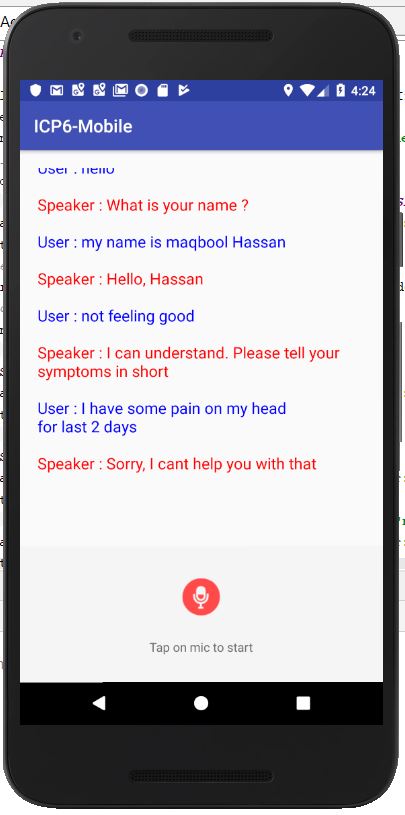 4:24
ICP6-Mobile
User : hello
Speaker : What is your name ?
User : my name is maqbool Hassan
Speaker : Hello, Hassan
User : not feeling good
Speaker : I can understand. Please tell your
symptoms in short
User : I have some pain on my head
for last 2 days
Speaker : Sorry, I cant help you with that
Tap on mic to start